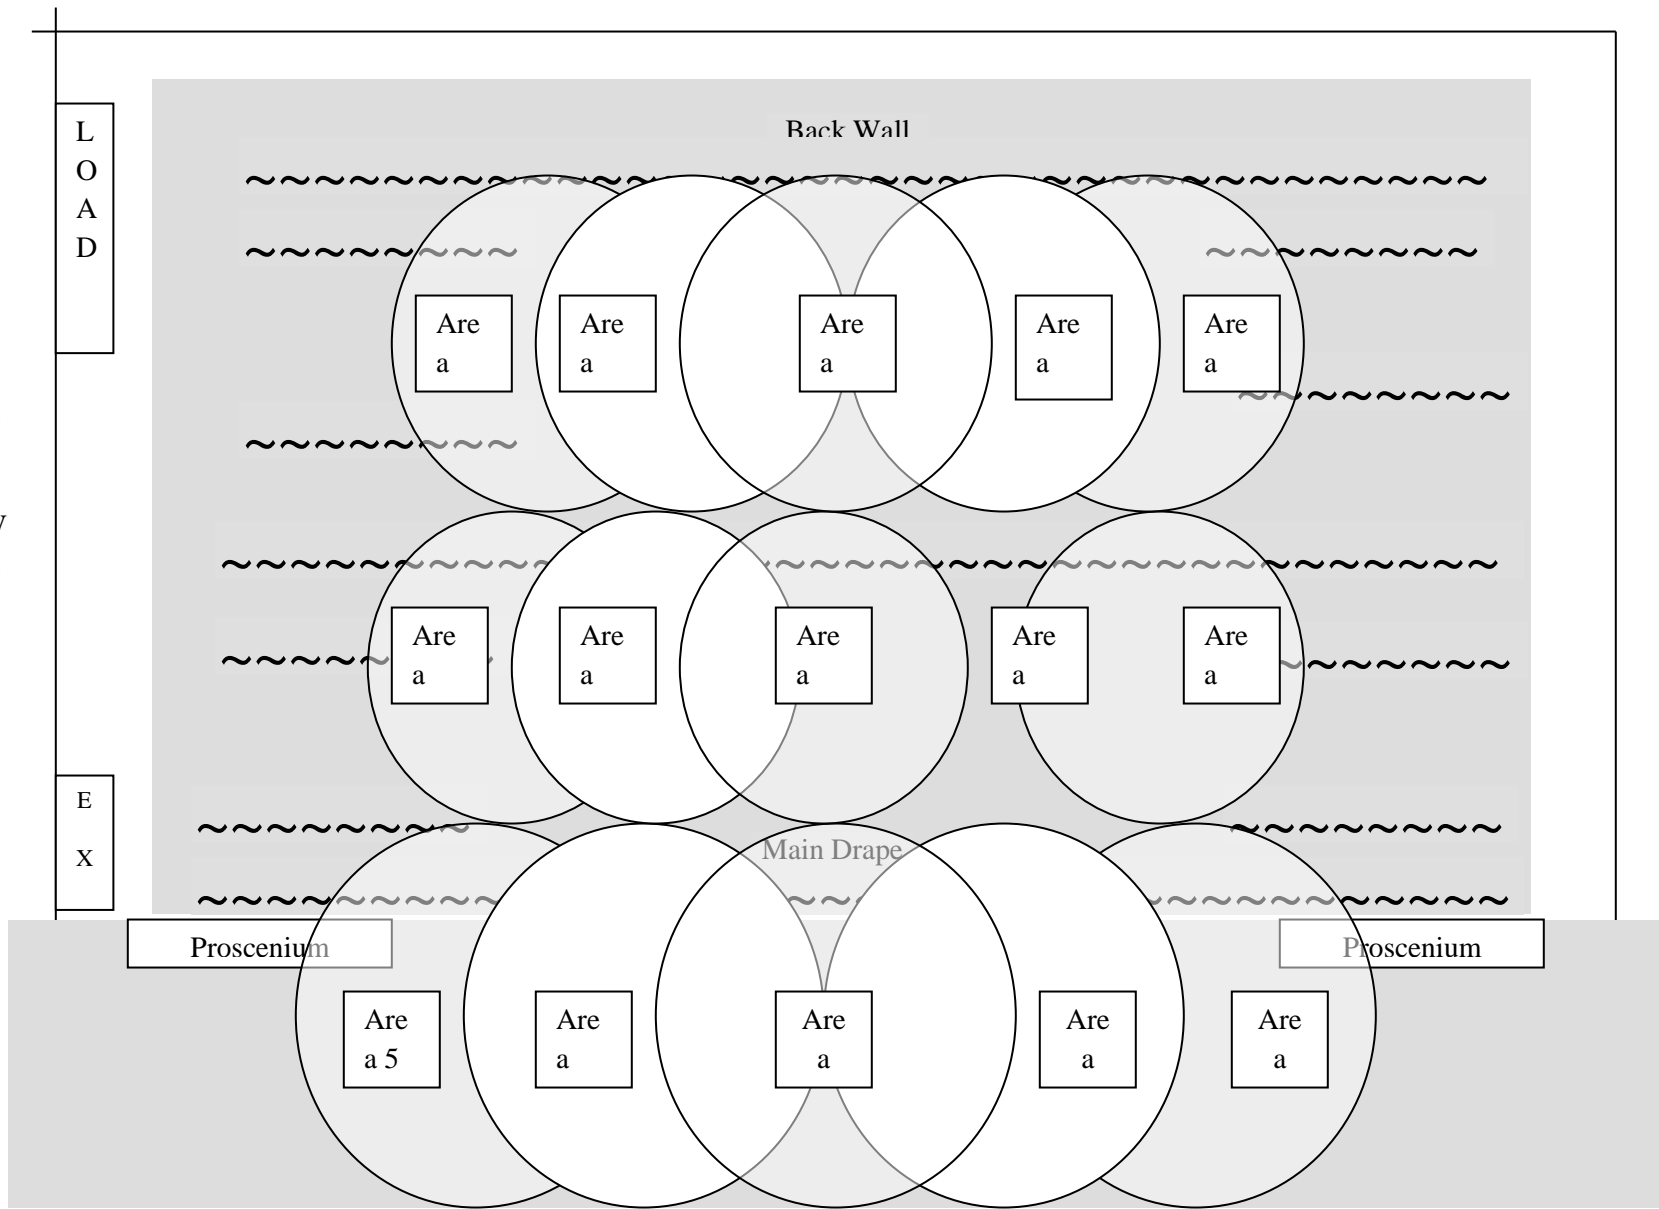 Back Wall
L
O
A
D
Are
a
Are
a
Are
a
Are
a
Are
a
Are
a
Are
a
Are
a
Are
a
Are
a
E
X
Main Drape
Proscenium
Proscenium
Are
a 5
Are
a
Are
a
Are
a
Are
a